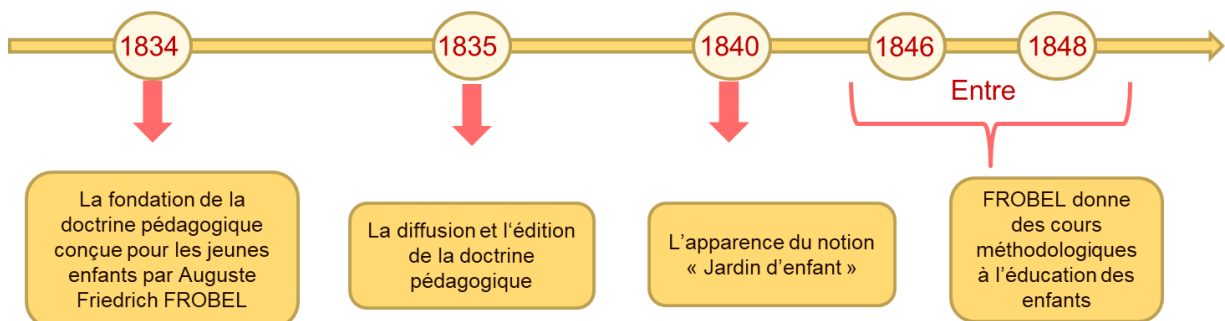 1834
1835
1840
1846
1848
Entre
La fondation de la
doctrine pédagogique
conçue pour les jeunes
enfants par Auguste
Friedrich FROBEL
La diffusion et l‘édition
de la doctrine
pédagogique
L’apparence du notion
« Jardin d’enfant »
FROBEL donne
des cours
méthodologiques
à l’éducation des
enfants